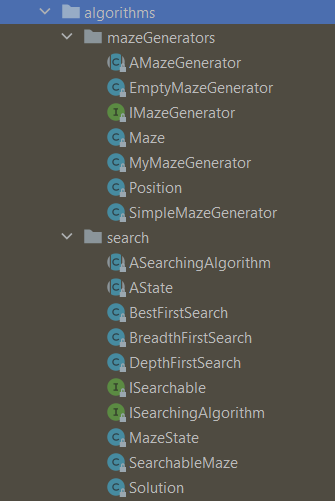 algorithms
mazeGenerators
AMazeGenerator
EmptyMazeGenerator
IMazeGenerator
Maze
MyMazeGenerator
Position
SimpleMazeGenerator
search
ASearchingAlgorithm
AState
BestFirstSearch
BreadthFirstSearch
DepthFirstSearch
ISearchable
ISearchingAlgorithm
MazeState
SearchableMaze
Solution